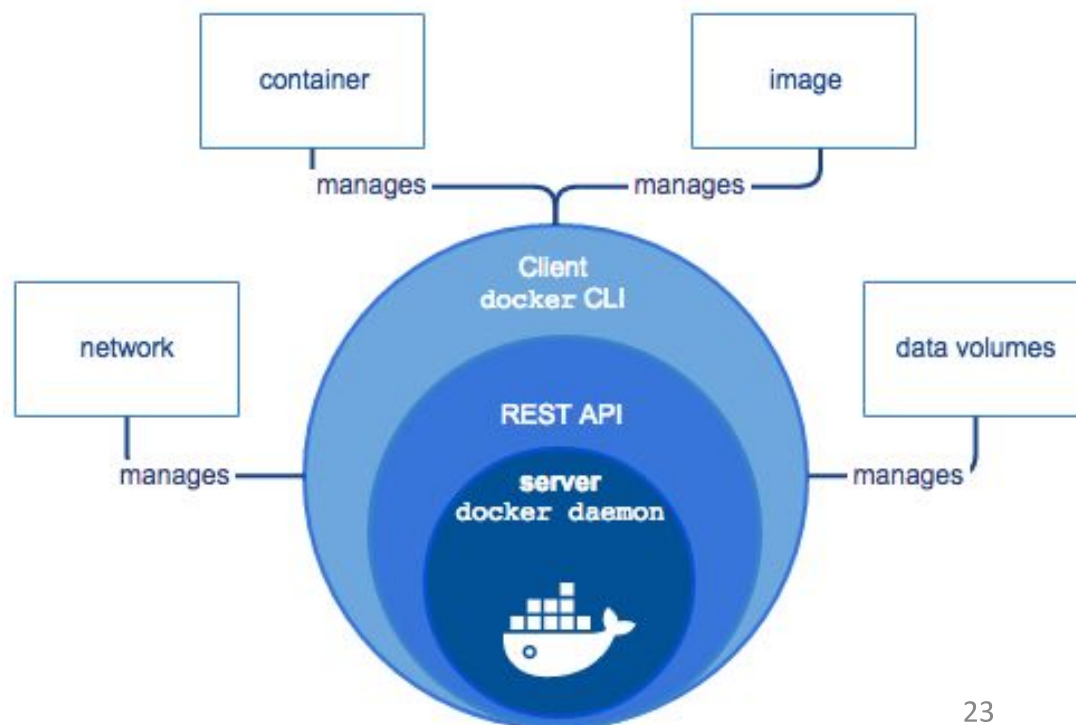 container
image
manages
manages
Client
docker CLI
network
data volumes
REST API
manages
manages
server
docker daemon
23